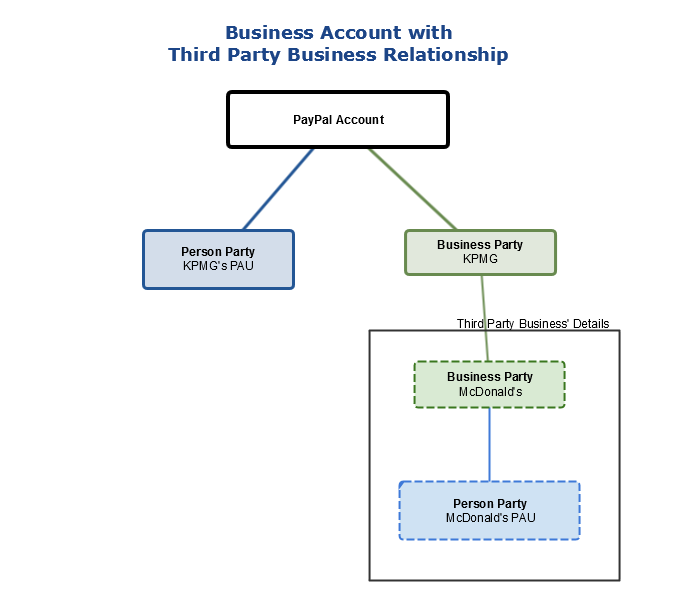 Business Account with
Third Party Business Relationship
PayPal Account
Person Party
KPMG's PAU
Business Party
KPMG
Third Party Business' Details
Business Party
McDonald's
Person Party
McDonald's PAU